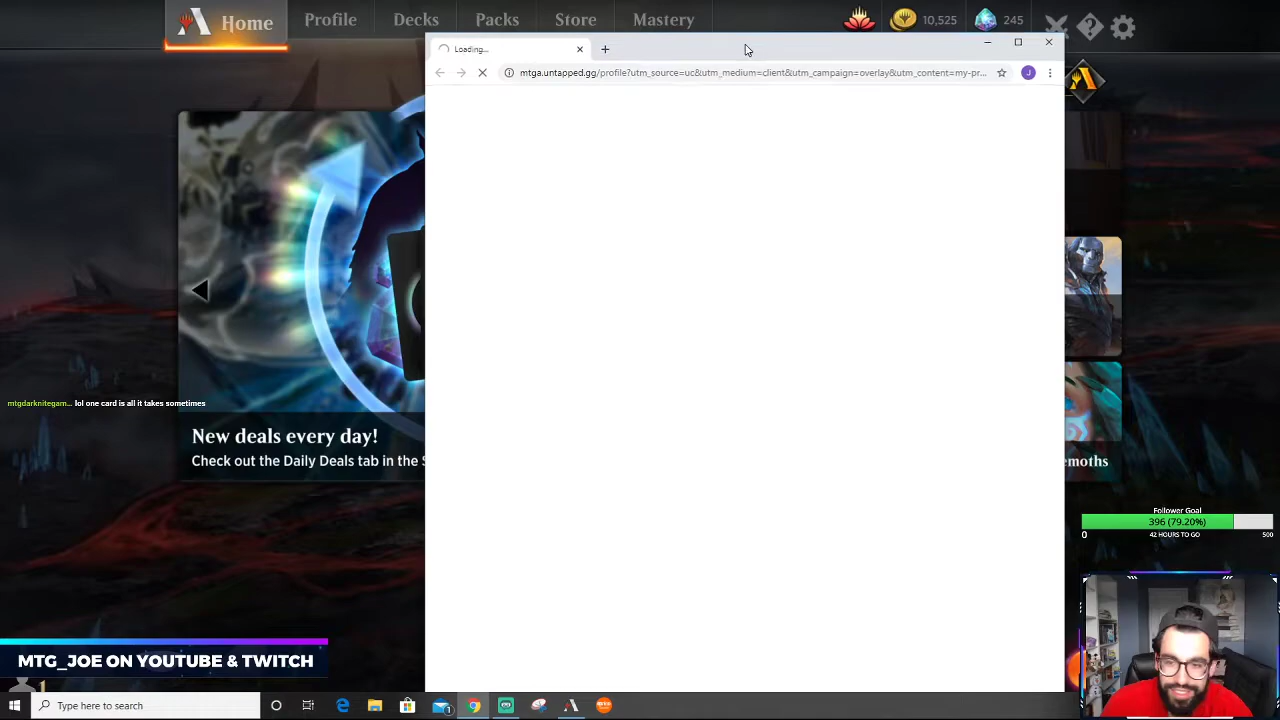 Home
Profile
Decks
Packs
Store
Mastery
10,525
245
Loading...
mtga.untapped.gg/profile?utm_source=uc&utm_medium=client&utm_campaign=overlay&utm_content=my-pr...
J
mtgdarknitegam... lol one card is all it takes sometimes
New deals every day!
Check out the Daily Deals tab in the S
emoths
Follower Goal
396 (79.20%)
0
42 HOURS TO GO
500
MTG_JOE ON YOUTUBE & TWITCH
1
Type here to search